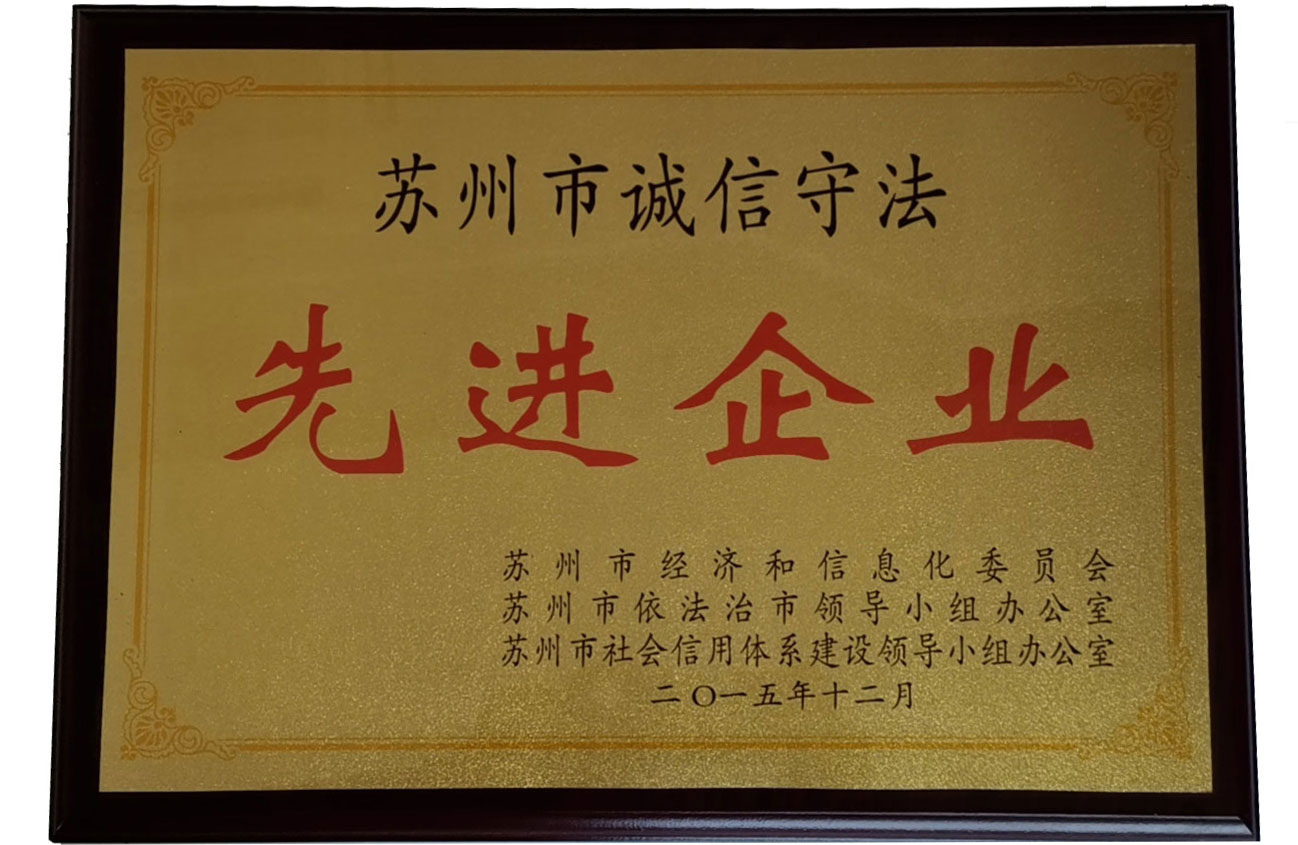 苏州市诚信守法
先进企业
苏州市经济和信息化委员会
苏州市依法治市领导小组办公室
苏州市社会信用体系建设领导小组办公室
二〇一五年十二月